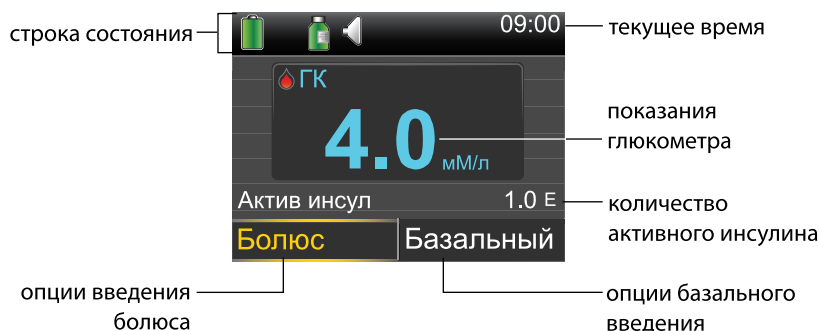 строка состояния
09:00
текущее время
ГК
4.0
мМ/л
показания
глюкометра
Актив инсул
1.0 E
количество
активного инсулина
Болюс
Базальный
опции введения
болюса
опции базального
введения